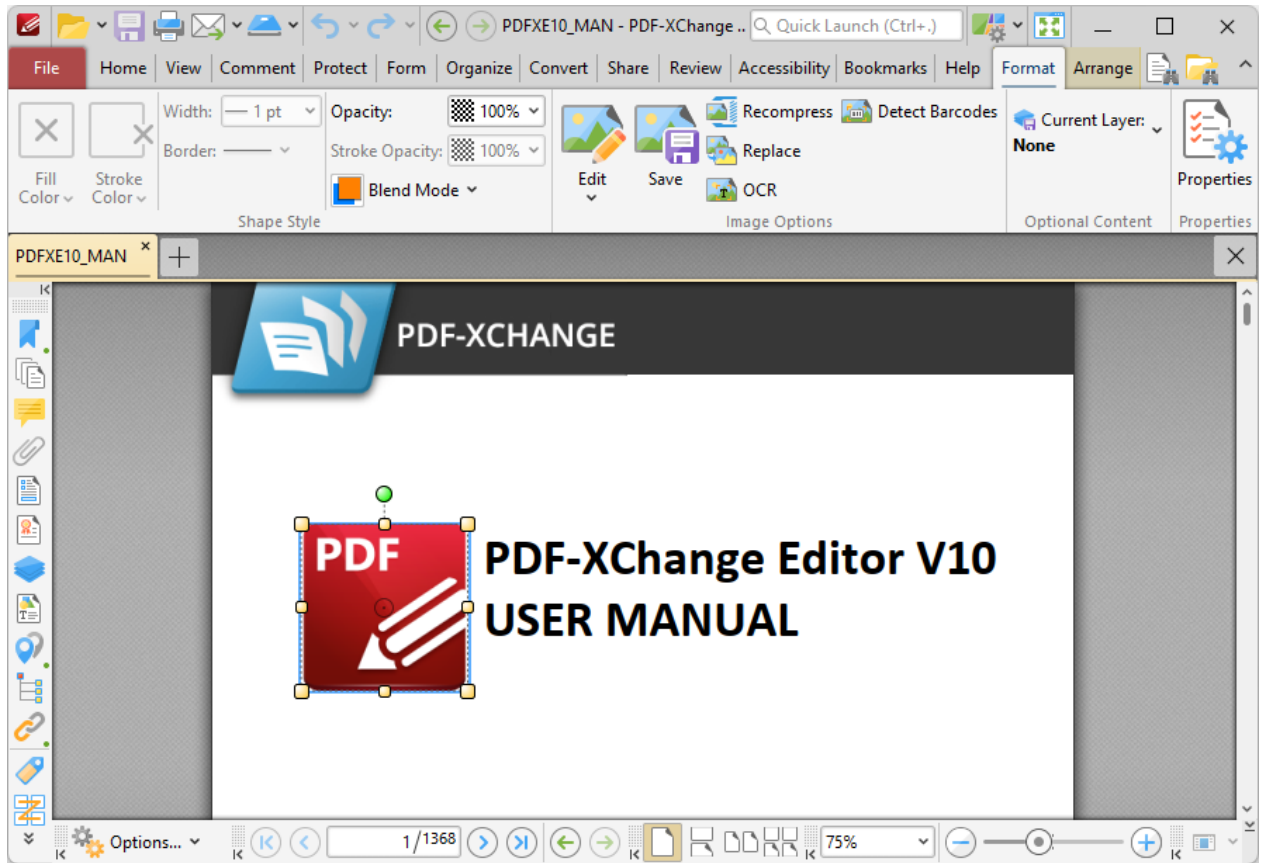 PDFXE10_MAN - PDF-XChange .. Quick Launch (Ctrl+.)
File Home View Comment Protect Form Organize Convert Share Review Accessibility Bookmarks Help Format Arrange
Width: 1 pt Opacity: 100% Recompress Detect Barcodes Current Layer:
Border: Stroke Opacity: 100% Replace None
Fill Color Stroke Color Blend Mode Edit Save OCR Properties
Shape Style Image Options Optional Content Properties
PDFXE10_MAN
PDF-XCHANGE
PDF
PDF-XChange Editor V10
USER MANUAL
Options... 1/1368 75%